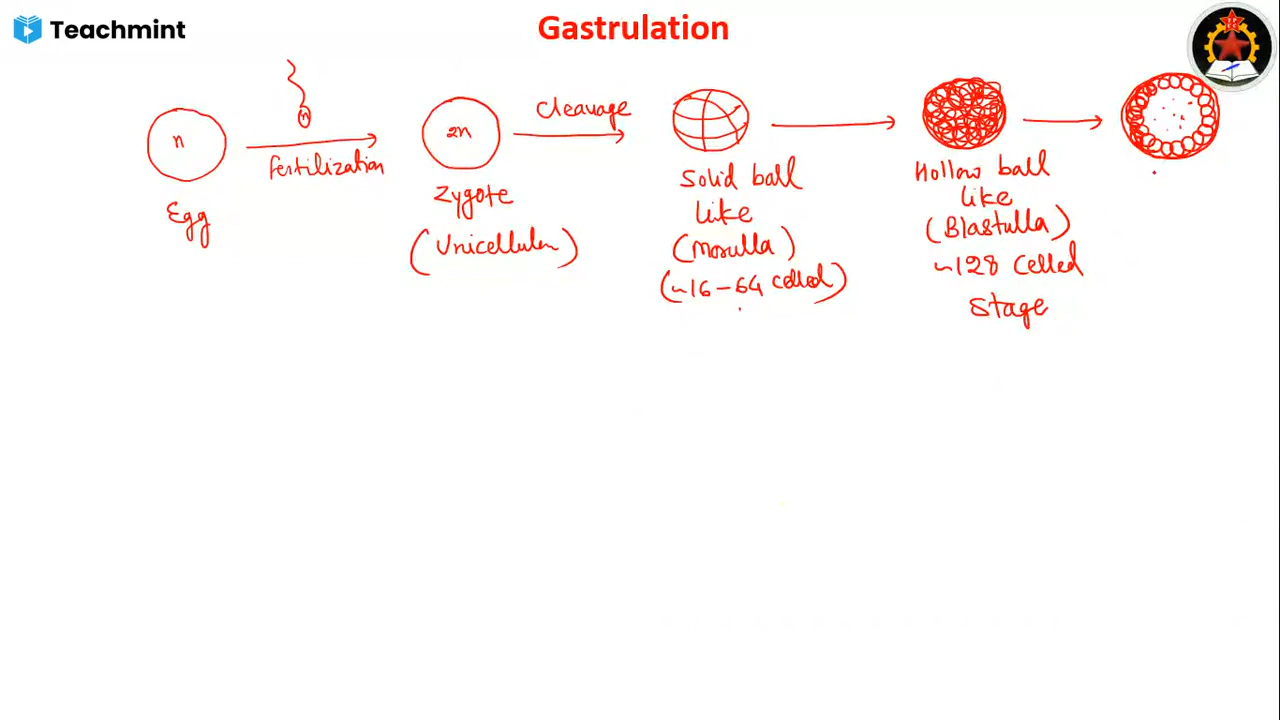 Teachmint
Gastrulation
n
n
fertilization
Egg
2n
Zygote
(Unicellular)
Cleavage
Solid ball
like
(Morulla)
(~16-64 celled)
Hollow ball
like
(Blastulla)
~128 celled
stage